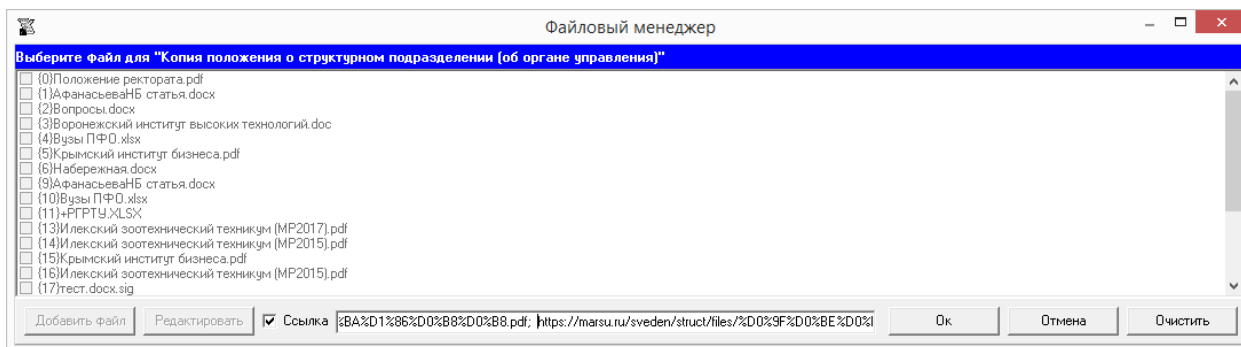 Файловый менеджер
Выберите файл для "Копия положения о структурном подразделении (об органе управления)"
{0}Положение ректората.pdf
{1}АфанасьеваНБ статья.docx
{2}Вопросы.docx
{3}Воронежский институт высоких технологий.doc
{4}Вузы ПФО.xlsx
{5}Крымский институт бизнеса.pdf
{6}Набережная.docx
{9}АфанасьеваНБ статья.docx
{10}Вузы ПФО.xlsx
{11}+РГРТУ.XLSX
{13}Илекский зоотехнический техникум (МР2017).pdf
{14}Илекский зоотехнический техникум (МР2015).pdf
{15}Крымский институт бизнеса.pdf
{16}Илекский зоотехнический техникум (МР2015).pdf
{17}тест.docx.sig
Добавить файл Редактировать Ссылка %BA%D1%86%D0%B8%D0%B8.pdf; https://marsu.ru/sveden/struct/files/%D0%9F%D0%BE%D0% Ок Отмена Очистить